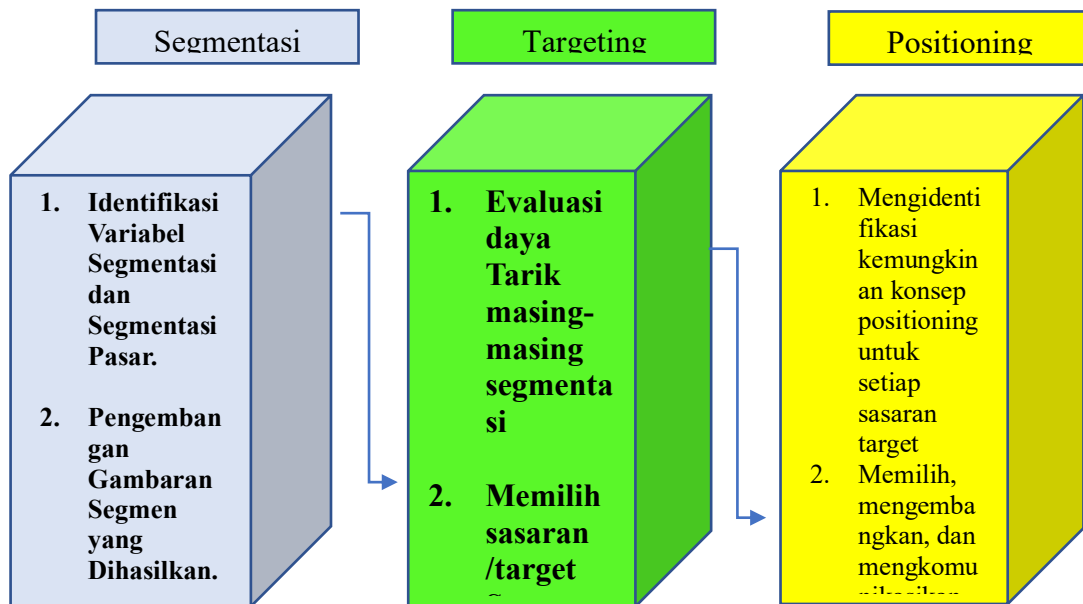 Segmentasi
Targeting
Positioning
1. Identifikasi
Variabel
Segmentasi
dan
Segmentasi
Pasar.
2. Pengemban
gan
Gambaran
Segmen
yang
Dihasilkan.
1. Evaluasi
daya
Tarik
masing-
masing
segmenta
si
2. Memilih
sasaran
/target
1. Mengidenti
fikasi
kemungkin
an konsep
positioning
untuk
setiap
sasaran
target
2. Memilih,
mengemba
ngkan, dan
mengkomu
nikasikan